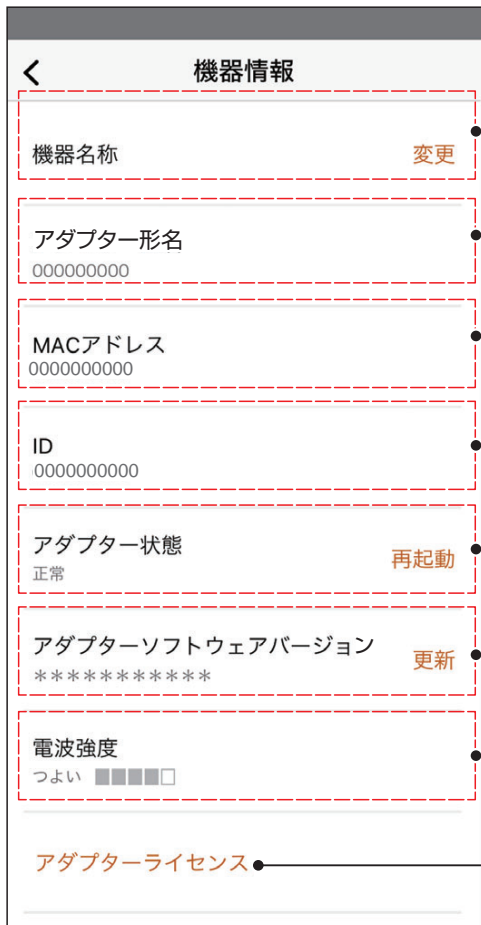 機器情報
機器名称 変更
アダプター形名
000000000
MACアドレス
0000000000
ID
0000000000
アダプター状態
正常 再起動
アダプターソフトウェアバージョン
*********** 更新
電波強度
つよい
アダプターライセンス